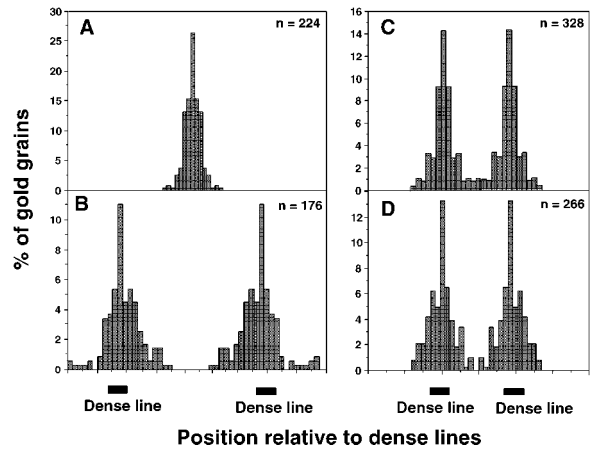 A
n = 224
30
25
20
15
10
5
0
B
n = 176
10
8
6
4
2
0
C
n = 328
16
14
12
10
8
6
4
2
0
D
n = 266
12
10
8
6
4
2
0
% of gold grains
Dense line
Dense line
Dense line
Dense line
Position relative to dense lines